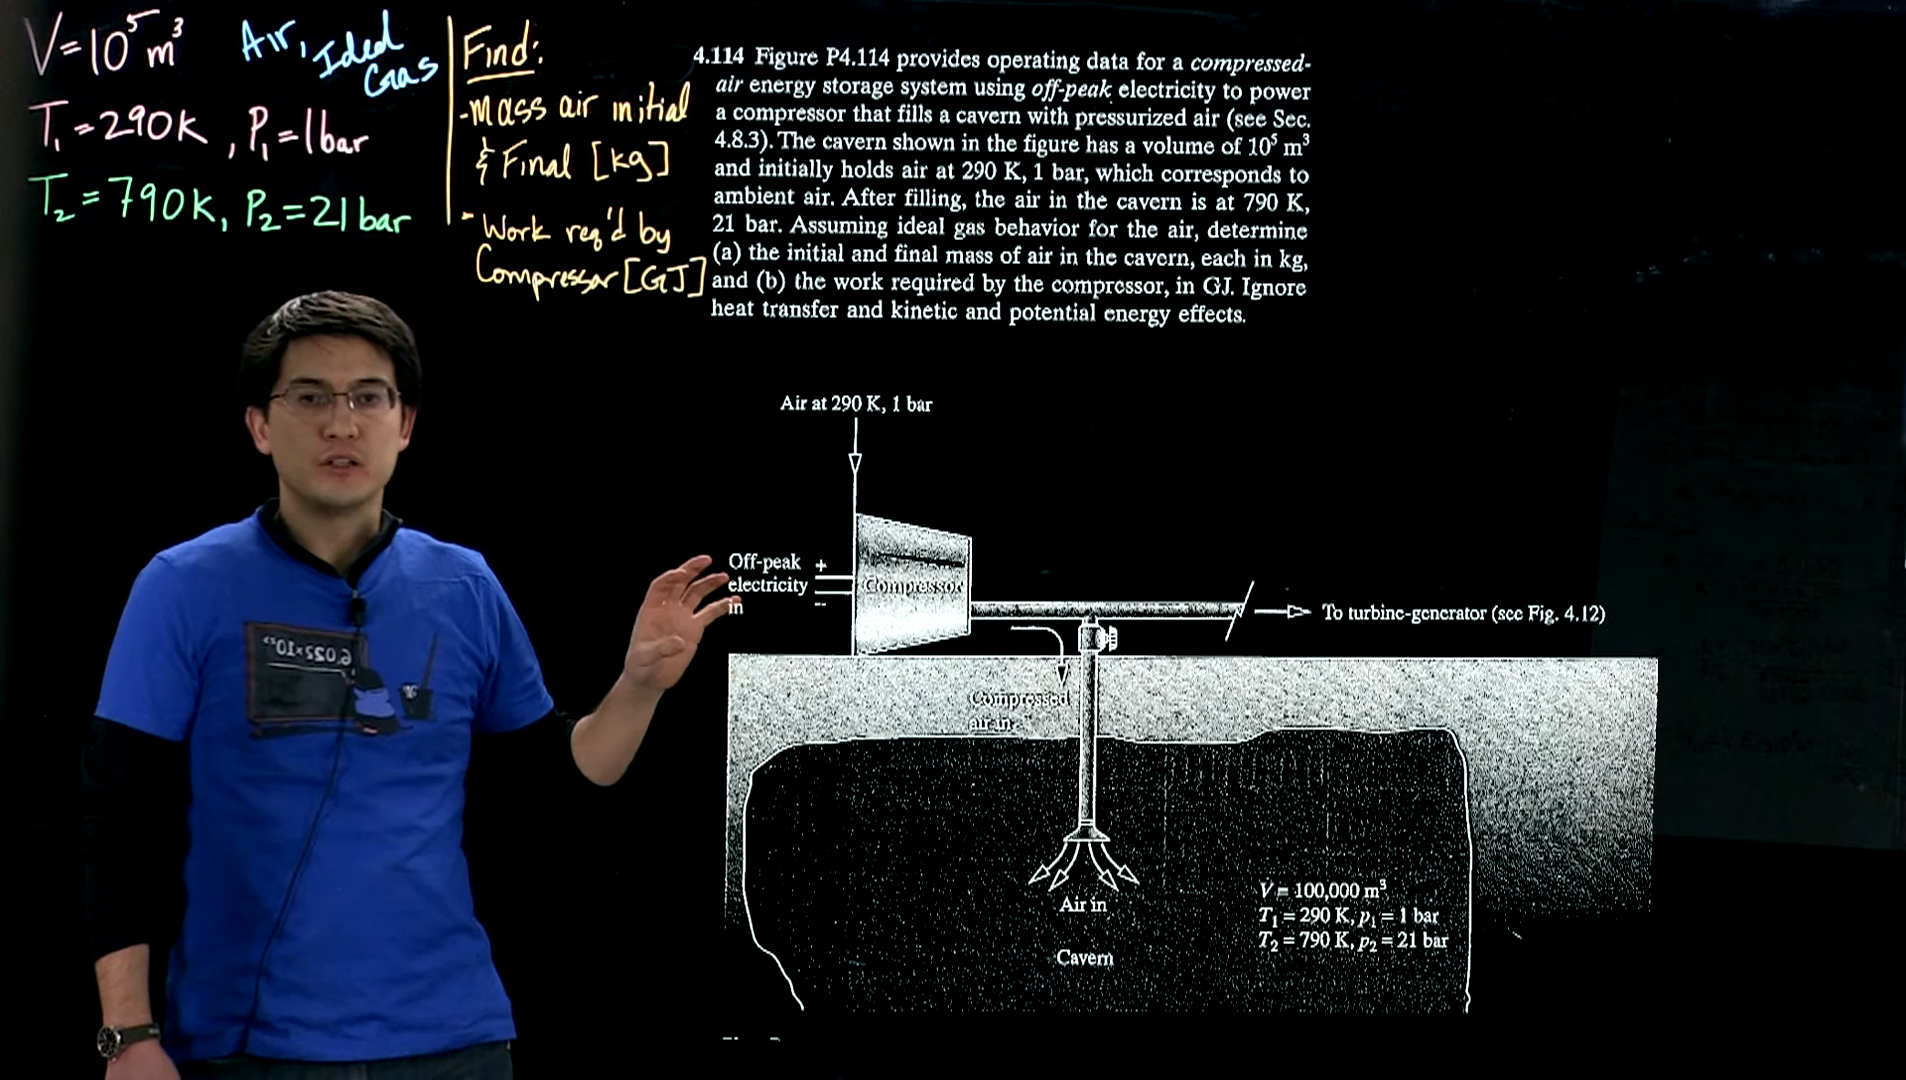 V=10⁵ m³
Air, Ideal
Gas
T₁=290K, P₁=1bar
T₂=790K, P₂=21bar
Find:
-mass air initial
& Final [kg]
- Work req'd by
Compressor [GJ]
4.114 Figure P4.114 provides operating data for a compressed-
air energy storage system using off-peak electricity to power
a compressor that fills a cavern with pressurized air (see Sec.
4.8.3). The cavern shown in the figure has a volume of 10⁵ m³
and initially holds air at 290 K, 1 bar, which corresponds to
ambient air. After filling, the air in the cavern is at 790 K,
21 bar. Assuming ideal gas behavior for the air, determine
(a) the initial and final mass of air in the cavern, each in kg,
and (b) the work required by the compressor, in GJ. Ignore
heat transfer and kinetic and potential energy effects.
Air at 290 K, 1 bar
Off-peak +
electricity
in --
Compressor
To turbine-generator (see Fig. 4.12)
Compressed
air in
Air in
Cavern
V = 100,000 m³
T₁ = 290 K, p₁ = 1 bar
T₂ = 790 K, p₂ = 21 bar